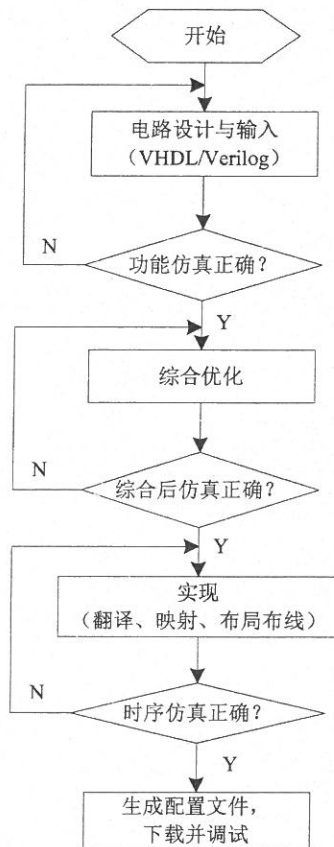 开始
电路设计与输入
（VHDL/Verilog）
N
功能仿真正确？
Y
综合优化
N
综合后仿真正确？
Y
实现
（翻译、映射、布局布线）
N
时序仿真正确？
Y
生成配置文件，
下载并调试